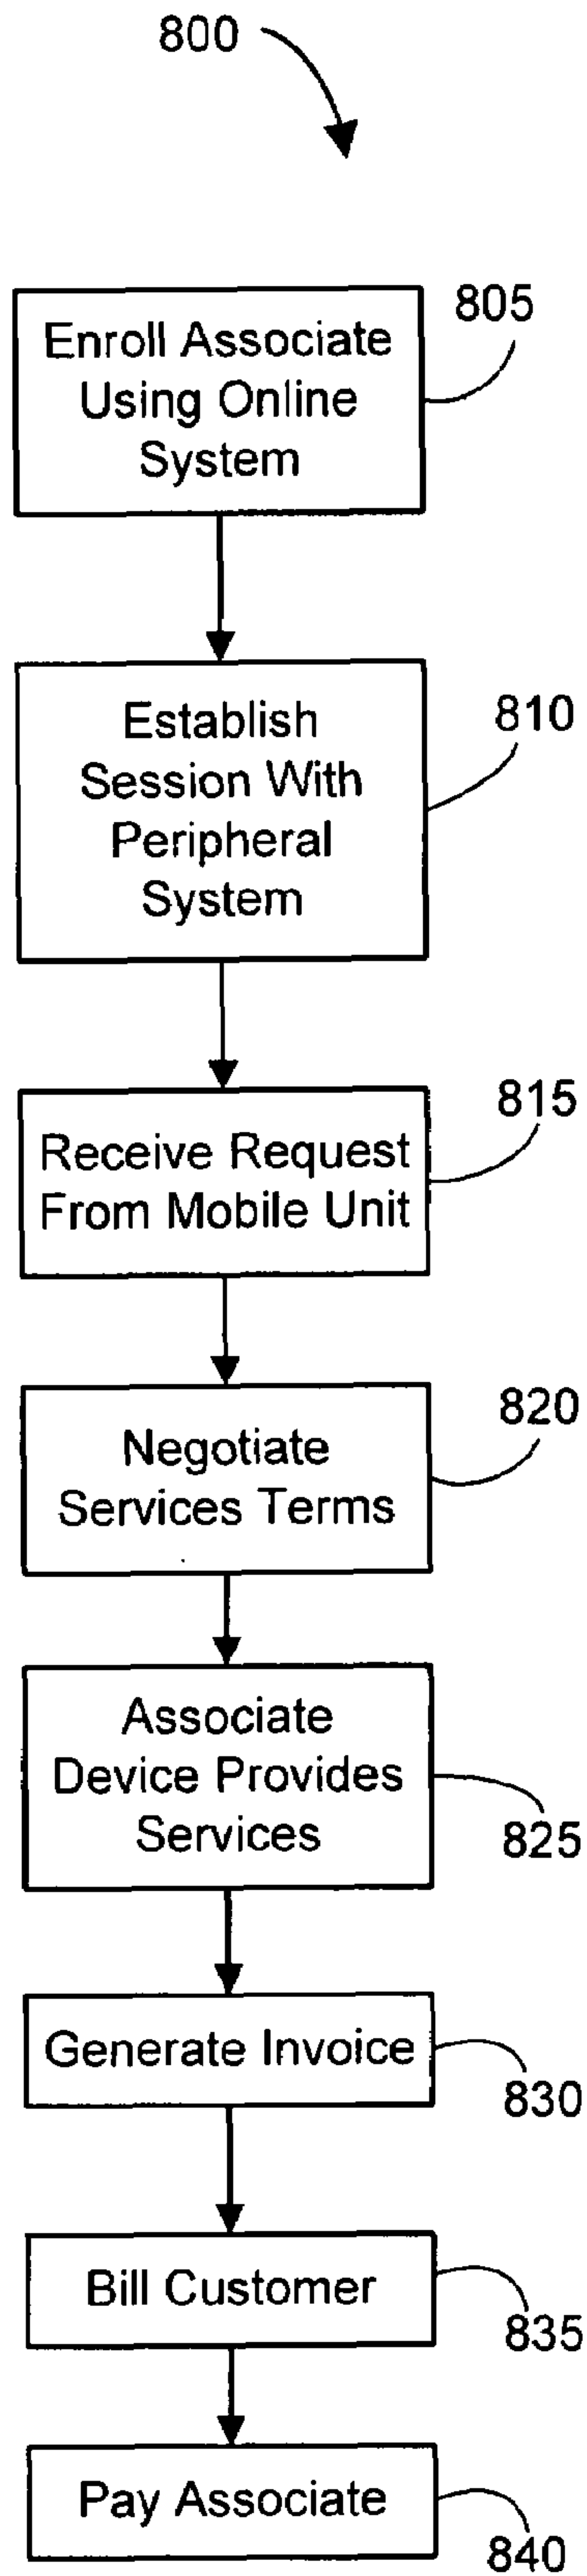 800
805
Enroll Associate
Using Online
System
810
Establish
Session With
Peripheral
System
815
Receive Request
From Mobile Unit
820
Negotiate
Services Terms
Associate
Device Provides
Services
825
Generate Invoice
830
Bill Customer
835
Pay Associate
840